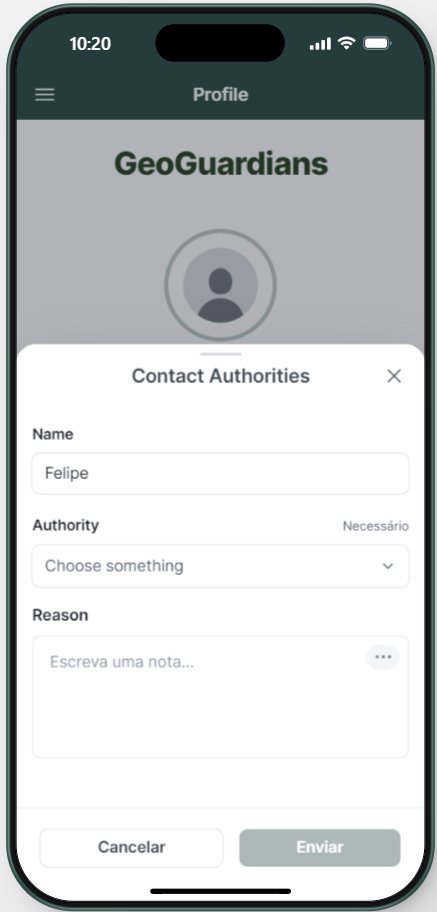 10:20
Profile
GeoGuardians
Contact Authorities
Name
Felipe
Authority Necessário
Choose something
Reason
Escreva uma nota...
Cancelar Enviar